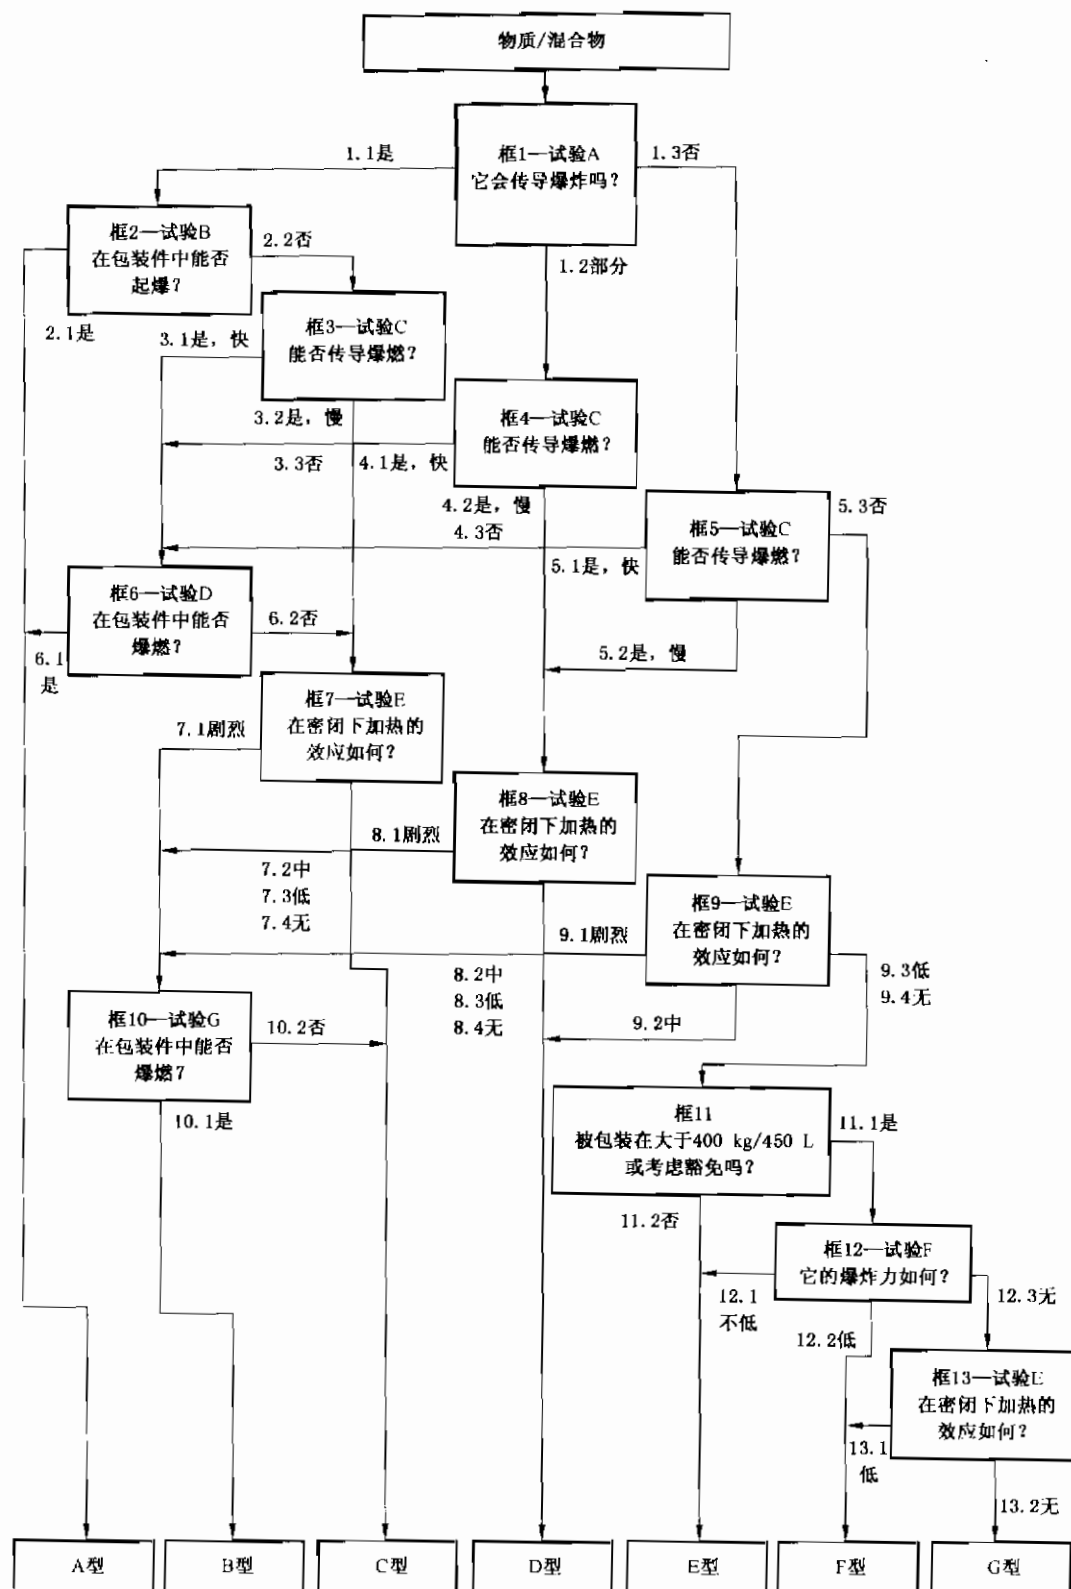 物质/混合物
框1—试验A
它会传导爆炸吗?
1.1是
1.3否
1.2部分
框2—试验B
在包装件中能否
起爆?
2.2否
2.1是
框3—试验C
能否传导爆燃?
3.1是，快
3.2是，慢
3.3否
框4—试验C
能否传导爆燃?
4.1是，快
4.2是，慢
4.3否
框5—试验C
能否传导爆燃?
5.3否
5.1是，快
5.2是，慢
框6—试验D
在包装件中能否
爆燃?
6.2否
6.1
是
框7—试验E
在密闭下加热的
效应如何?
7.1剧烈
7.2中
7.3低
7.4无
框8—试验E
在密闭下加热的
效应如何?
8.1剧烈
8.2中
8.3低
8.4无
框9—试验E
在密闭下加热的
效应如何?
9.1剧烈
9.2中
9.3低
9.4无
框10—试验G
在包装件中能否
爆燃?
10.2否
10.1是
框11
被包装在大于400 kg/450 L
或考虑豁免吗?
11.1是
11.2否
框12—试验F
它的爆炸力如何?
12.1
不低
12.2低
12.3无
框13—试验E
在密闭下加热的
效应如何?
13.1
低
13.2无
A型
B型
C型
D型
E型
F型
G型